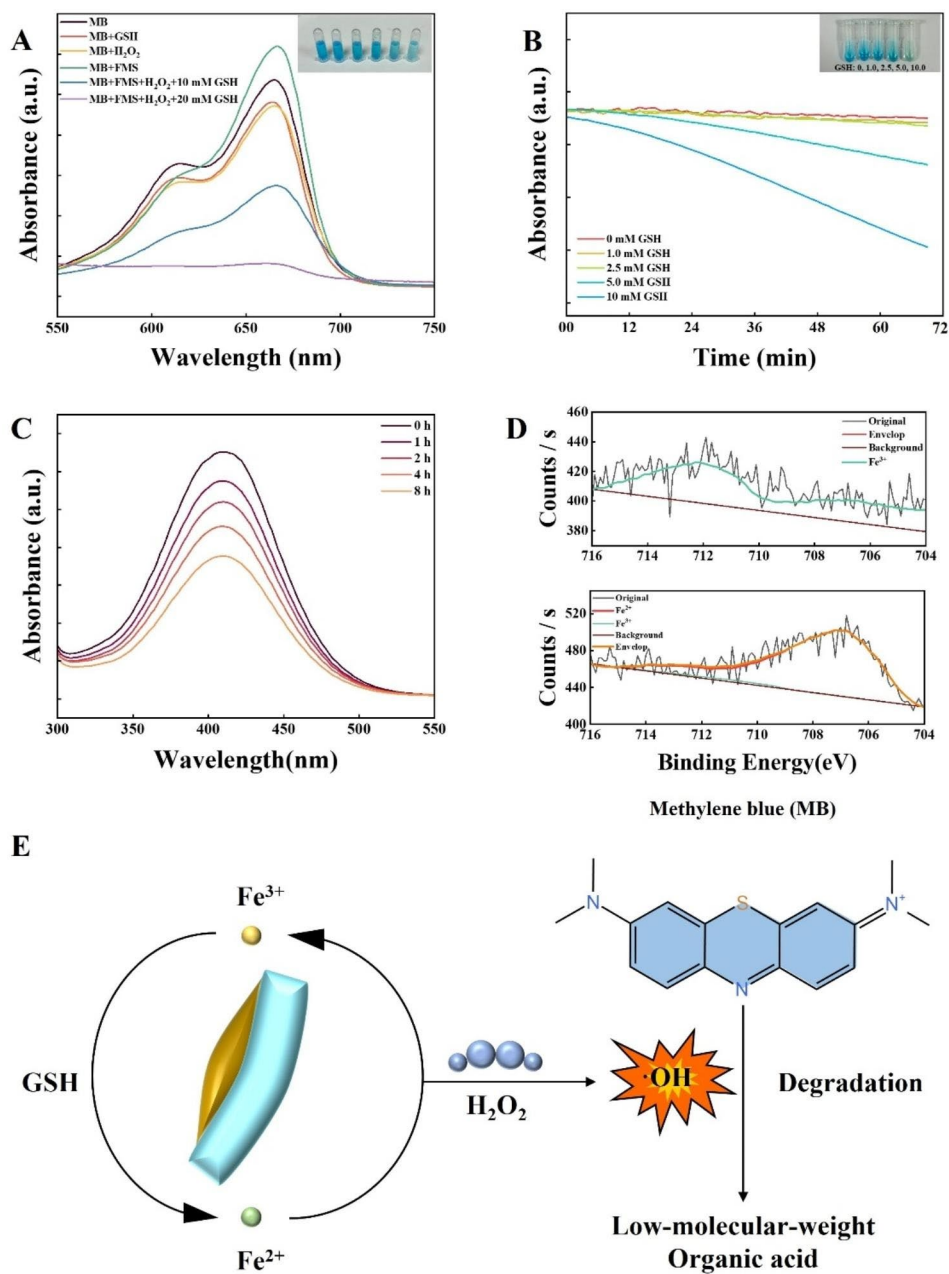 A
MB
MB+GSH
MB+H₂O₂
MB+FMS
MB+FMS+H₂O₂+10 mM GSH
MB+FMS+H₂O₂+20 mM GSH
Absorbance (a.u.)
550 600 650 700 750
Wavelength (nm)
B
GSH: 0, 1.0, 2.5, 5.0, 10.0
0 mM GSH
1.0 mM GSH
2.5 mM GSH
5.0 mM GSH
10 mM GSH
Absorbance (a.u.)
00 12 24 36 48 60 72
Time (min)
C
0 h
1 h
2 h
4 h
8 h
Absorbance (a.u.)
300 350 400 450 500 550
Wavelength(nm)
D
460
440
420
400
380
Counts / s
Original
Envelop
Background
Fe³⁺
716 714 712 710 708 706 704
520
480
440
400
Counts / s
Original
Fe²⁺
Fe³⁺
Background
Envelop
716 714 712 710 708 706 704
Binding Energy(eV)
E
Methylene blue (MB)
Fe³⁺
N
S
N⁺
N
GSH
H₂O₂
·OH
Degradation
Fe²⁺
Low-molecular-weight
Organic acid